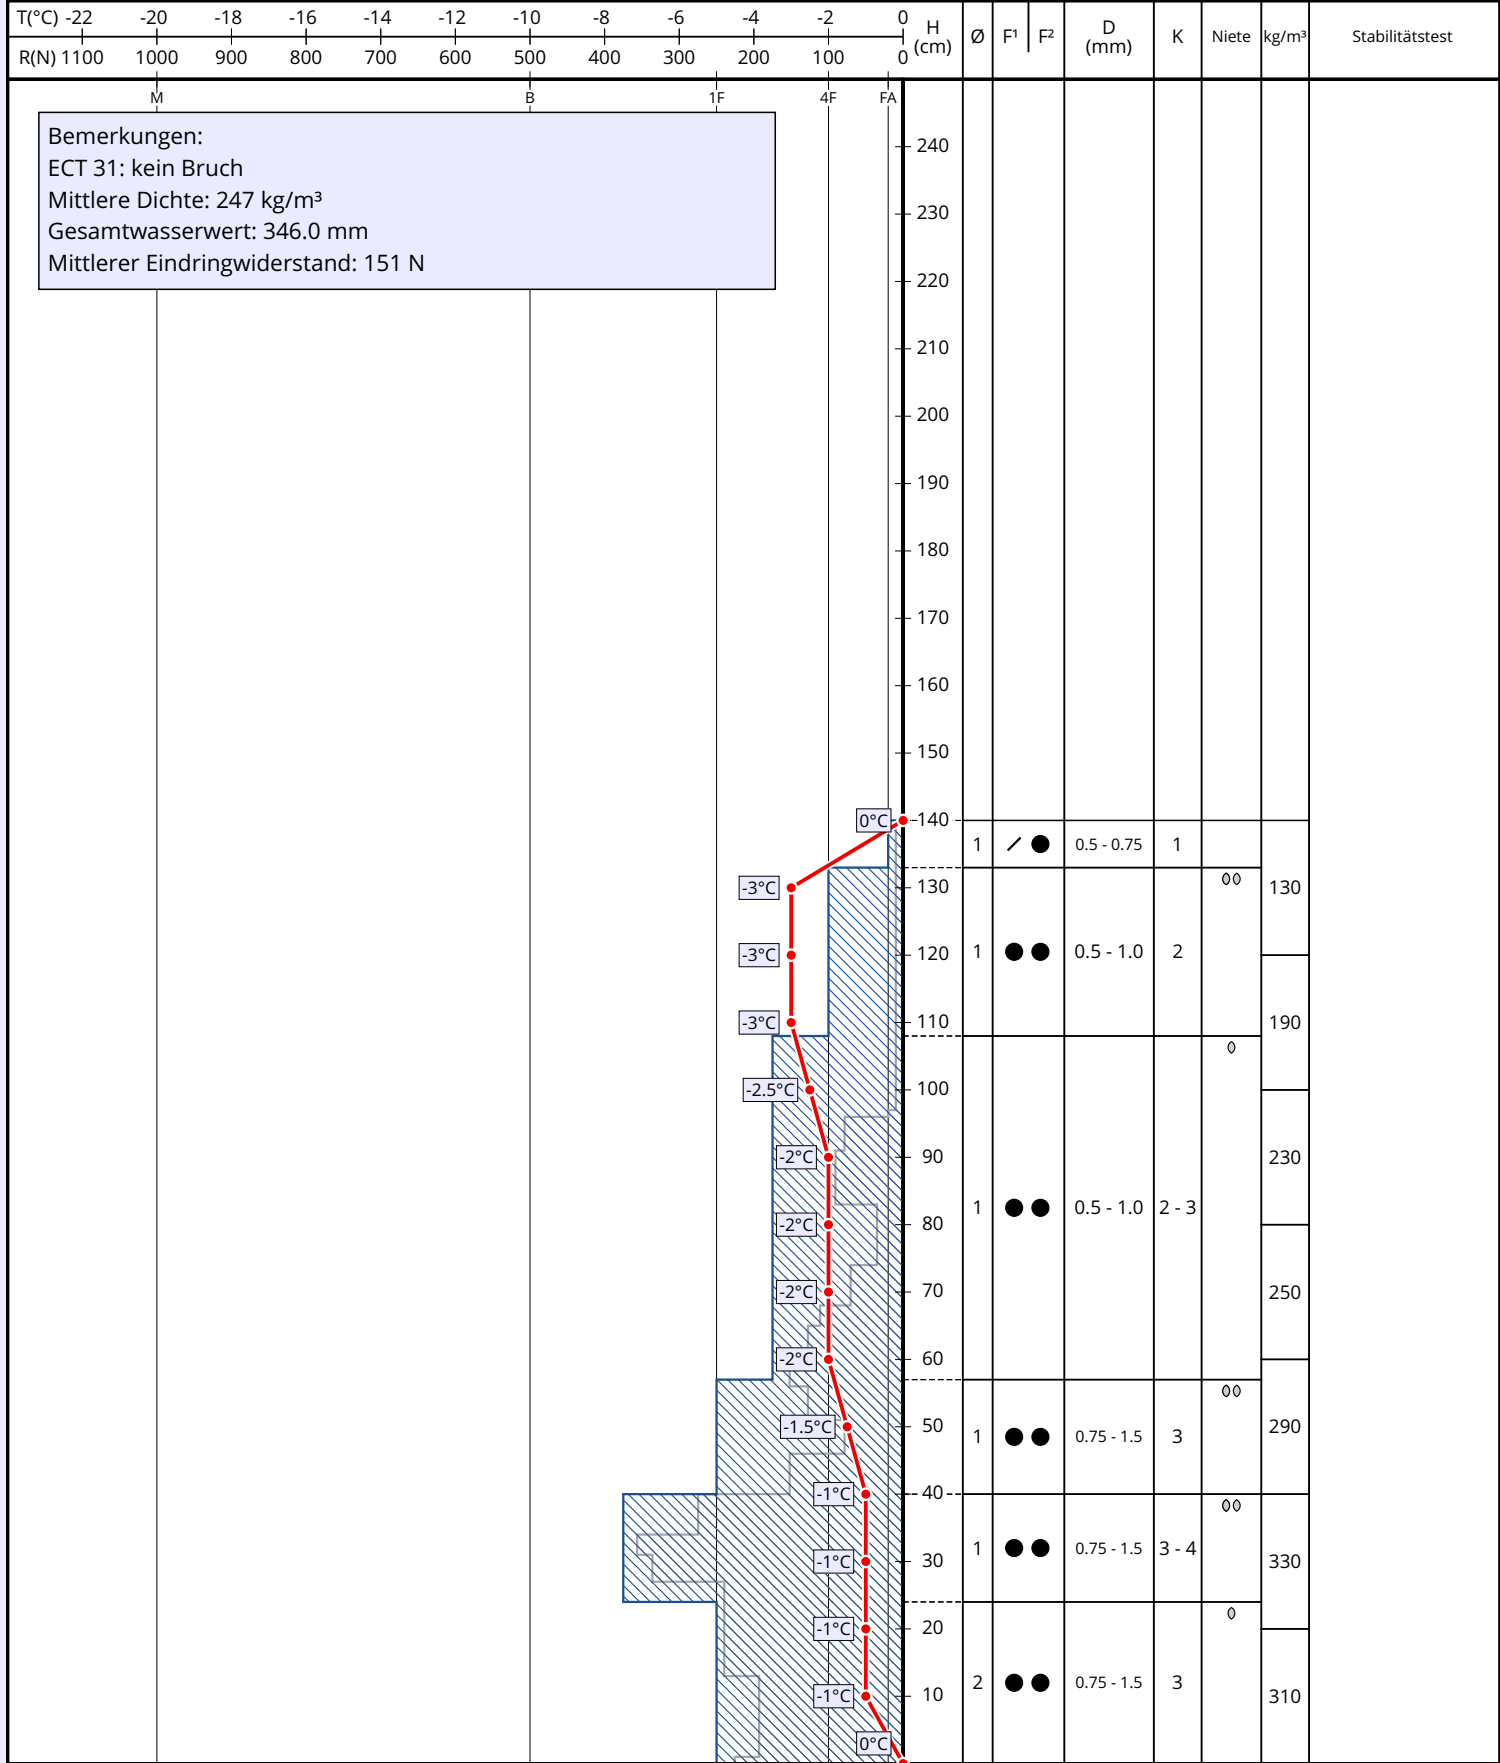 T(°C) -22 -20 -18 -16 -14 -12 -10 -8 -6 -4 -2 0
R(N) 1100 1000 900 800 700 600 500 400 300 200 100 0
H (cm) Ø F¹ F² D (mm) K Niete kg/m³ Stabilitätstest
M B 1F 4F FA
Bemerkungen:
ECT 31: kein Bruch
Mittlere Dichte: 247 kg/m³
Gesamtwasserwert: 346.0 mm
Mittlerer Eindringwiderstand: 151 N
240
230
220
210
200
190
180
170
160
150
0°C 140
1 0.5 - 0.75 1
-3°C 130 130
-3°C 120 1 0.5 - 1.0 2
-3°C 110 190
-2.5°C 100
-2°C 90 230
1 0.5 - 1.0 2 - 3
-2°C 80
-2°C 70 250
-2°C 60
-1.5°C 50 290
1 0.75 - 1.5 3
-1°C 40
1 0.75 - 1.5 3 - 4
-1°C 30 330
-1°C 20
2 0.75 - 1.5 3
-1°C 10 310
0°C